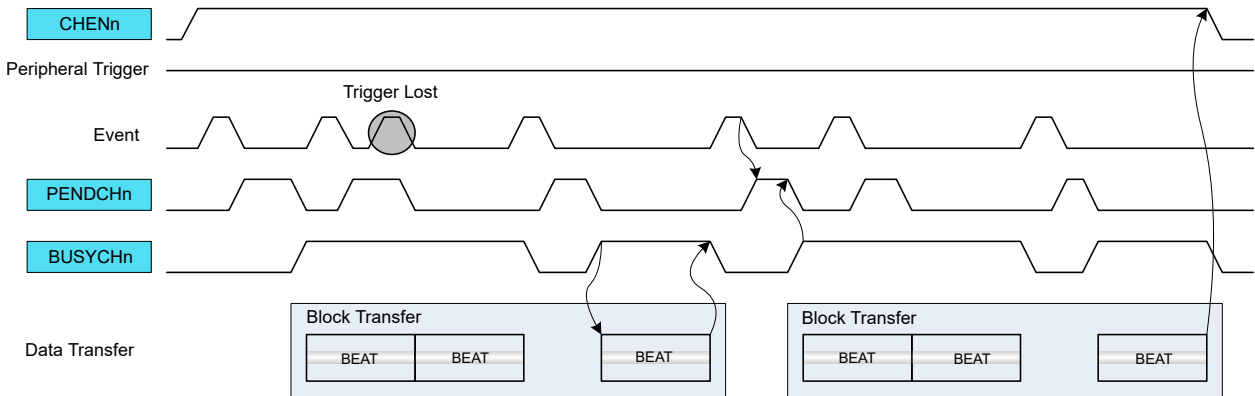 CHENn
Peripheral Trigger
Trigger Lost
Event
PENDCHn
BUSYCHn
Block Transfer
Block Transfer
Data Transfer
BEAT
BEAT
BEAT
BEAT
BEAT
BEAT